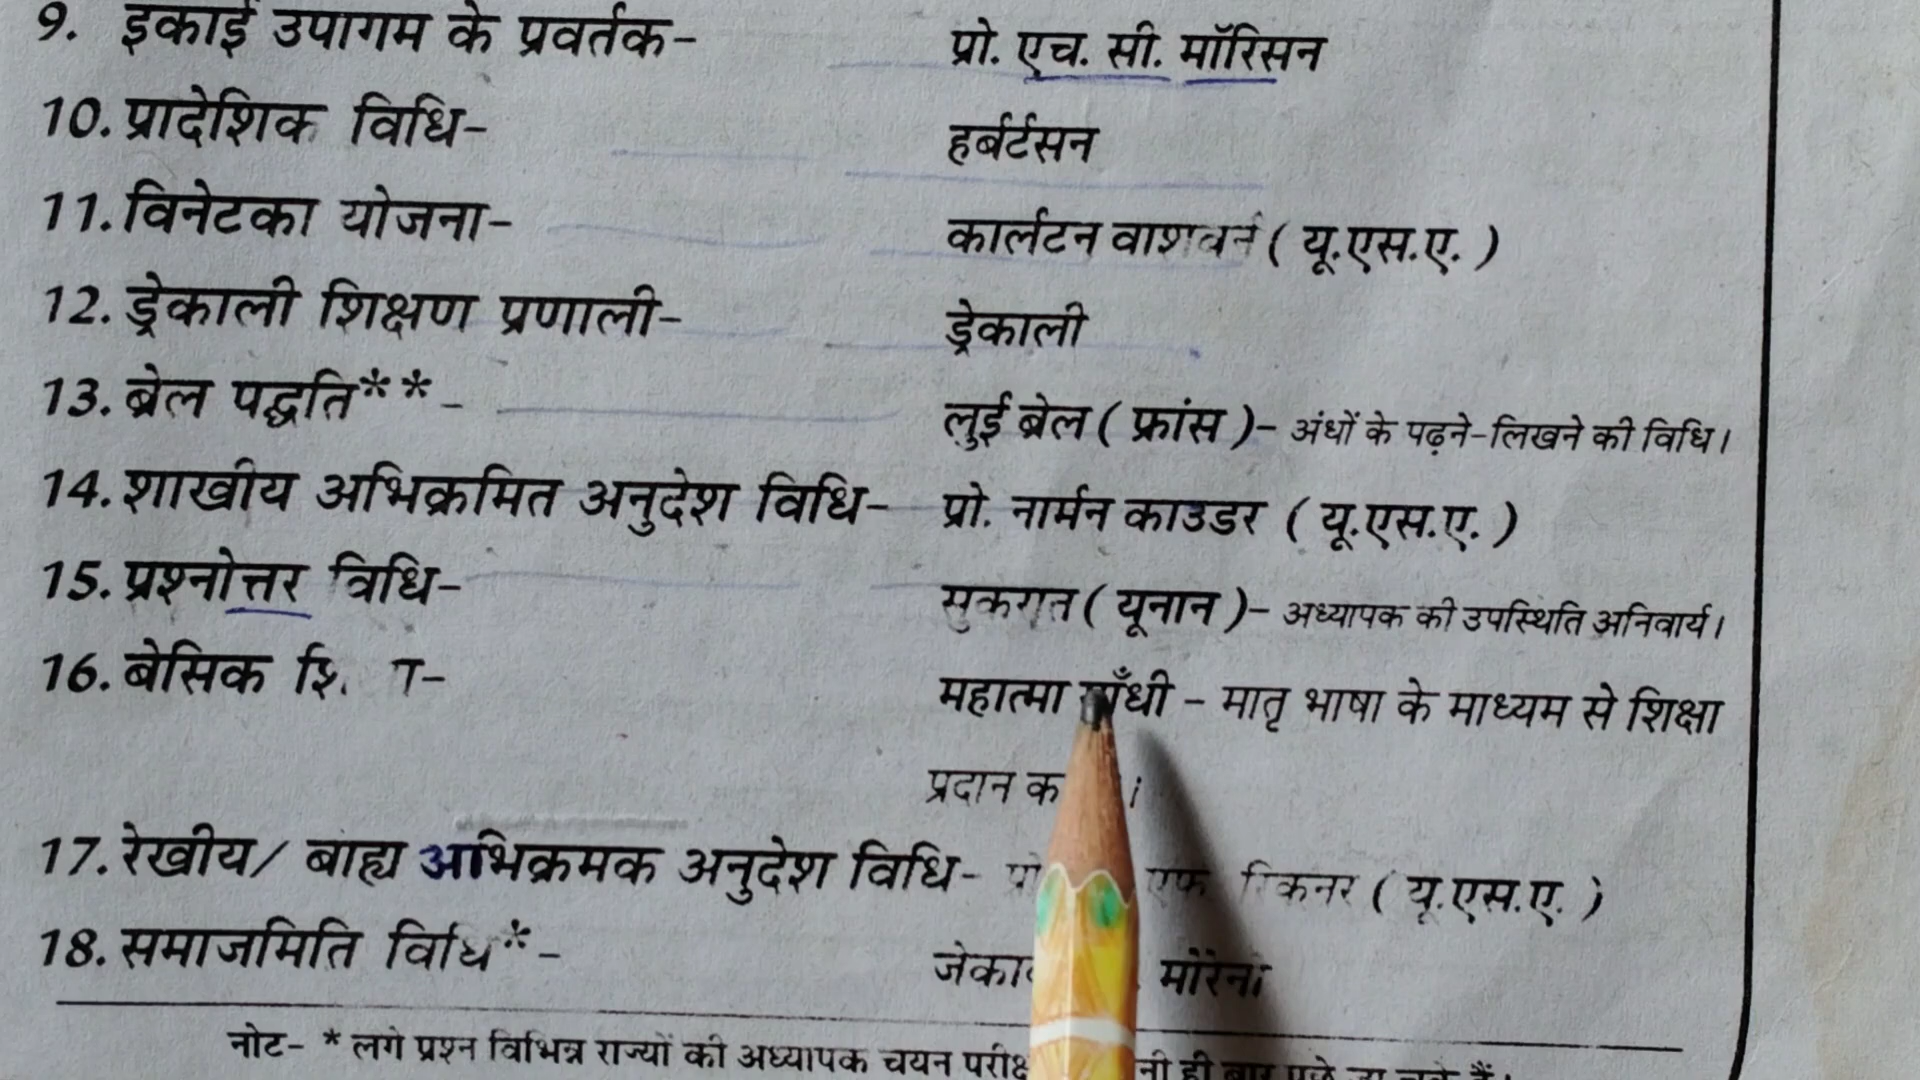 9. इकाई उपागम के प्रवर्तक- प्रो. एच. सी. मॉरिसन
10. प्रादेशिक विधि- हर्बर्टसन
11. विनेटका योजना- कार्लटन वाशबर्न ( यू.एस.ए. )
12. ड्रेकाली शिक्षण प्रणाली- ड्रेकाली
13. ब्रेल पद्धति** - लुई ब्रेल ( फ्रांस )- अंधों के पढ़ने-लिखने की विधि।
14. शाखीय अभिक्रमित अनुदेश विधि- प्रो. नार्मन काउडर ( यू.एस.ए. )
15. प्रश्नोत्तर विधि- सुकरात ( यूनान )- अध्यापक की उपस्थिति अनिवार्य।
16. बेसिक महात्मा गाँधी - मातृ भाषा के माध्यम से शिक्षा
प्रदान
17. रेखीय/ बाह्य अभिक्रमक अनुदेश विधि- एफ स्किनर ( यू.एस.ए. )
18. समाजमिति विधि* -
नोट- * लगे प्रश्न विभिन्न राज्यों की अध्यापक चयन ही बार